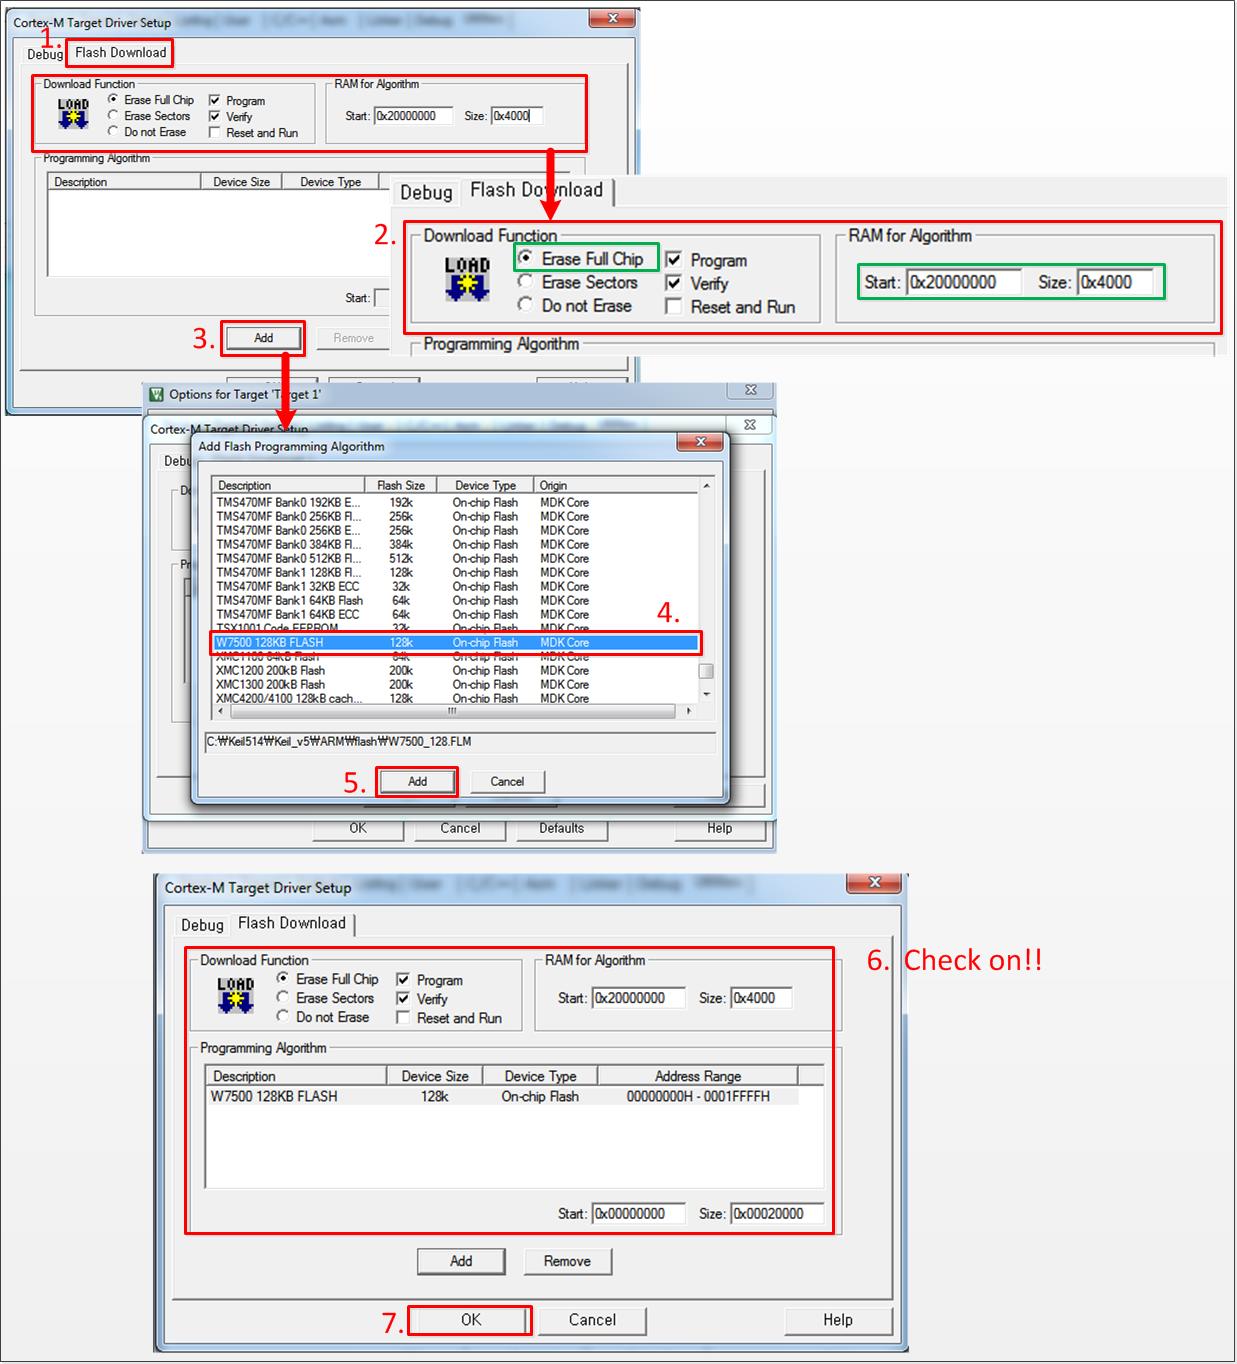 Cortex-M Target Driver Setup
1.
Debug Flash Download
Download Function
LOAD
Erase Full Chip
Erase Sectors
Do not Erase
Program
Verify
Reset and Run
RAM for Algorithm
Start: 0x20000000 Size: 0x4000
Programming Algorithm
Description Device Size Device Type
Start:
3. Add Remove
2.
Debug Flash Download
Download Function
LOAD
Erase Full Chip
Erase Sectors
Do not Erase
Program
Verify
Reset and Run
RAM for Algorithm
Start: 0x20000000 Size: 0x4000
Programming Algorithm
Options for Target 'Target 1'
Cortex-M Target Driver Setup
Add Flash Programming Algorithm
Description Flash Size Device Type Origin
TMS470MF Bank0 192KB E... 192k On-chip Flash MDK Core
TMS470MF Bank0 256KB Fl... 256k On-chip Flash MDK Core
TMS470MF Bank0 256KB E... 256k On-chip Flash MDK Core
TMS470MF Bank0 384KB Fl... 384k On-chip Flash MDK Core
TMS470MF Bank0 512KB Fl... 512k On-chip Flash MDK Core
TMS470MF Bank1 128KB Fl... 128k On-chip Flash MDK Core
TMS470MF Bank1 32KB ECC 32k On-chip Flash MDK Core
TMS470MF Bank1 64KB Flash 64k On-chip Flash MDK Core
TMS470MF Bank1 64KB ECC 64k On-chip Flash MDK Core
TSX1001 Code EEPROM 32k On-chip Flash MDK Core
4.
W7500 128KB FLASH 128k On-chip Flash MDK Core
XMC1100 64kB Flash 64k On-chip Flash MDK Core
XMC1200 200kB Flash 200k On-chip Flash MDK Core
XMC1300 200kB Flash 200k On-chip Flash MDK Core
XMC4200/4100 128kB cach... 128k On-chip Flash MDK Core
C:₩Keil514₩Keil_v5₩ARM₩flash₩W7500_128.FLM
5. Add Cancel
OK Cancel Defaults Help
Cortex-M Target Driver Setup
Debug Flash Download
6. Check on!!
Download Function
LOAD
Erase Full Chip
Erase Sectors
Do not Erase
Program
Verify
Reset and Run
RAM for Algorithm
Start: 0x20000000 Size: 0x4000
Programming Algorithm
Description Device Size Device Type Address Range
W7500 128KB FLASH 128k On-chip Flash 00000000H - 0001FFFFH
Start: 0x00000000 Size: 0x00020000
Add Remove
7. OK Cancel Help